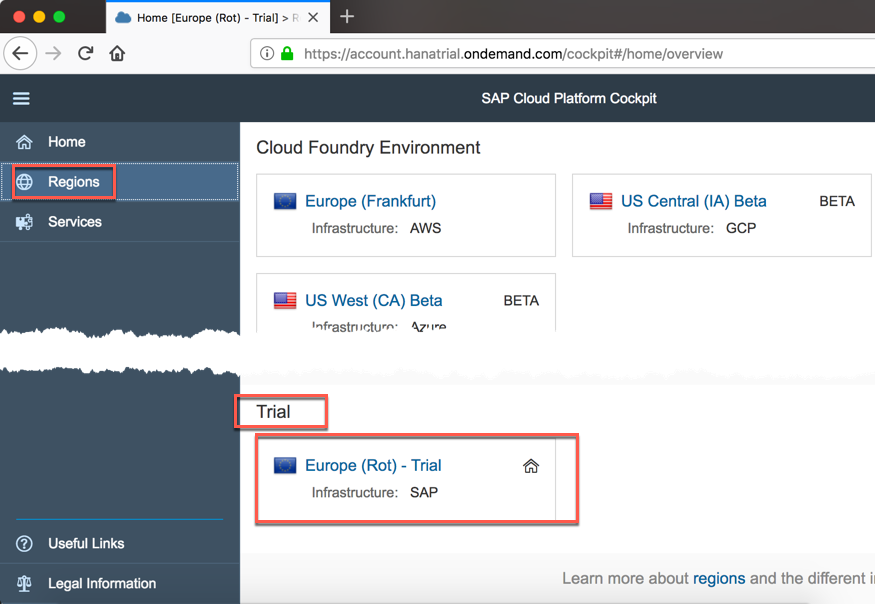 Home [Europe (Rot) - Trial] >
https://account.hanatrial.ondemand.com/cockpit#/home/overview
SAP Cloud Platform Cockpit
Home
Regions
Services
Cloud Foundry Environment
Europe (Frankfurt)
Infrastructure: AWS
US Central (IA) Beta BETA
Infrastructure: GCP
US West (CA) Beta BETA
Infrastructure: Azure
Trial
Europe (Rot) - Trial
Infrastructure: SAP
Useful Links
Legal Information
Learn more about regions and the different